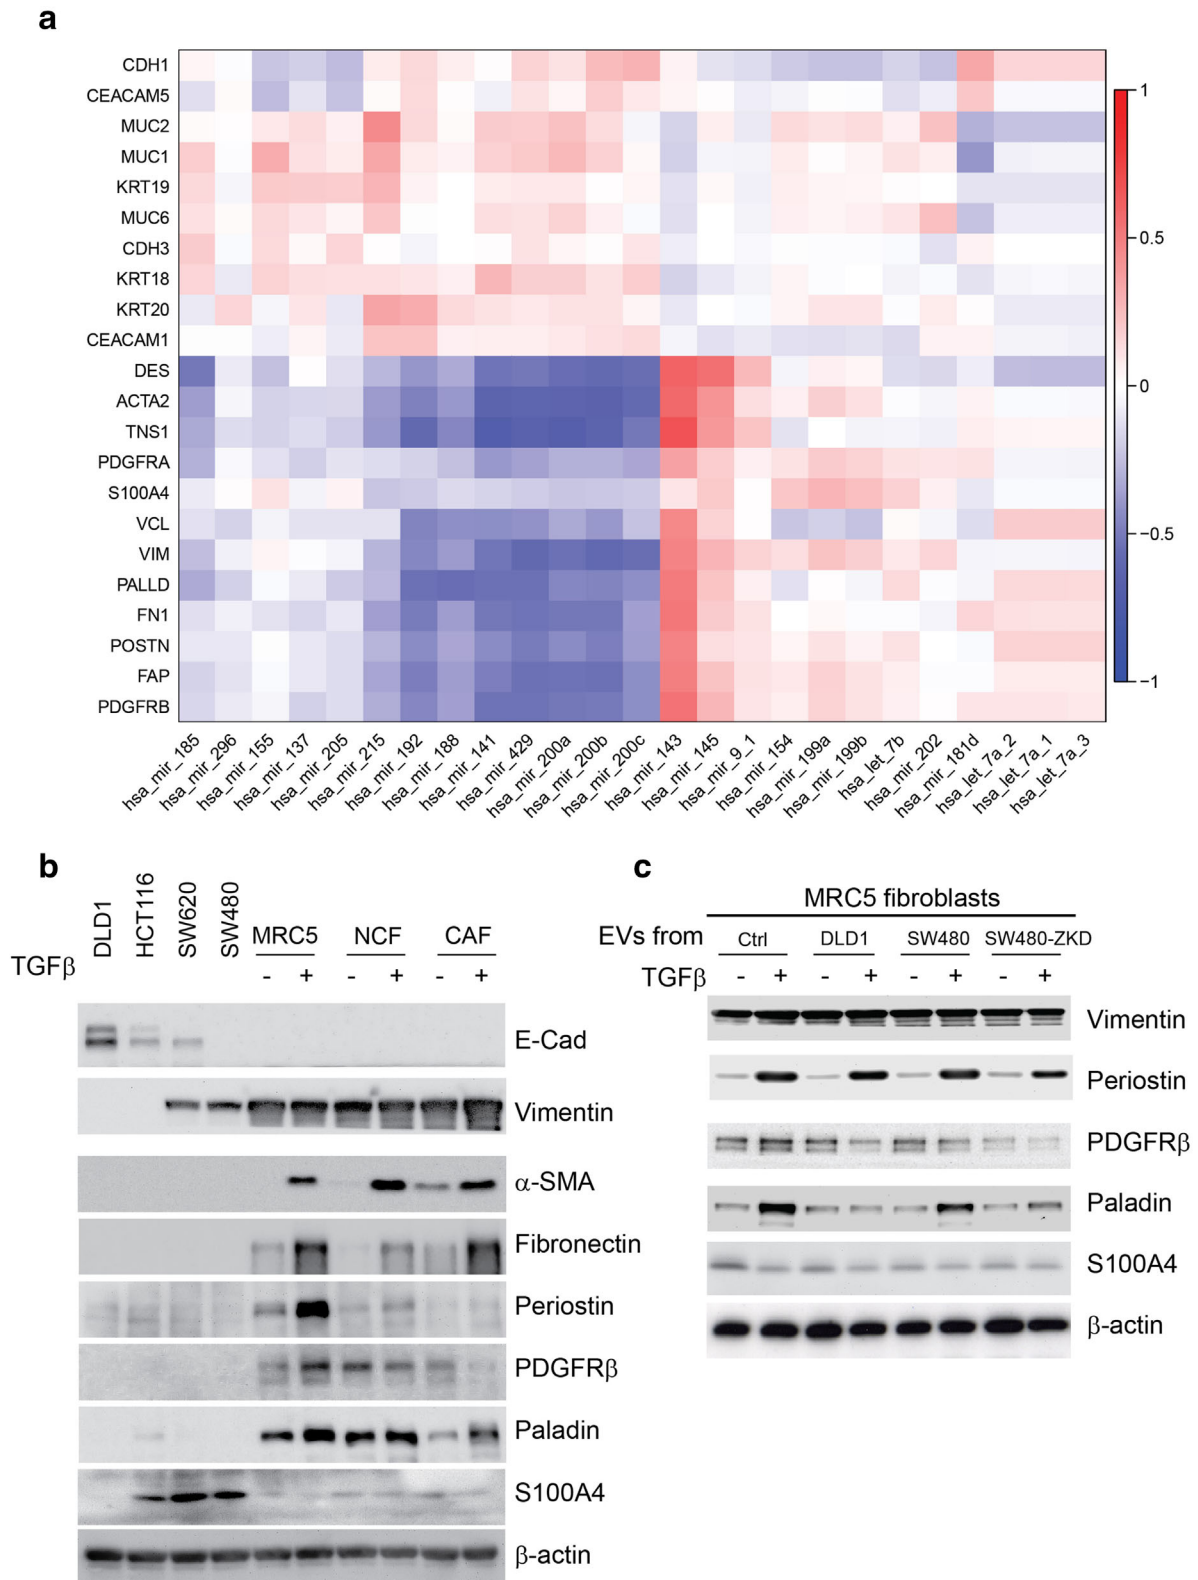 a
CDH1
CEACAM5
MUC2
MUC1
KRT19
MUC6
CDH3
KRT18
KRT20
CEACAM1
DES
ACTA2
TNS1
PDGFRA
S100A4
VCL
VIM
PALLD
FN1
POSTN
FAP
PDGFRB
1
0.5
0
−0.5
−1
hsa_mir_185
hsa_mir_296
hsa_mir_155
hsa_mir_137
hsa_mir_205
hsa_mir_215
hsa_mir_192
hsa_mir_188
hsa_mir_141
hsa_mir_429
hsa_mir_200a
hsa_mir_200b
hsa_mir_200c
hsa_mir_143
hsa_mir_145
hsa_mir_9_1
hsa_mir_154
hsa_mir_199a
hsa_mir_199b
hsa_let_7b
hsa_mir_202
hsa_mir_181d
hsa_let_7a_2
hsa_let_7a_1
hsa_let_7a_3
b
DLD1
HCT116
SW620
SW480
MRC5 NCF CAF
TGFβ - + - + - +
E-Cad
Vimentin
α-SMA
Fibronectin
Periostin
PDGFRβ
Paladin
S100A4
β-actin
c
MRC5 fibroblasts
EVs from Ctrl DLD1 SW480 SW480-ZKD
TGFβ - + - + - + - +
Vimentin
Periostin
PDGFRβ
Paladin
S100A4
β-actin